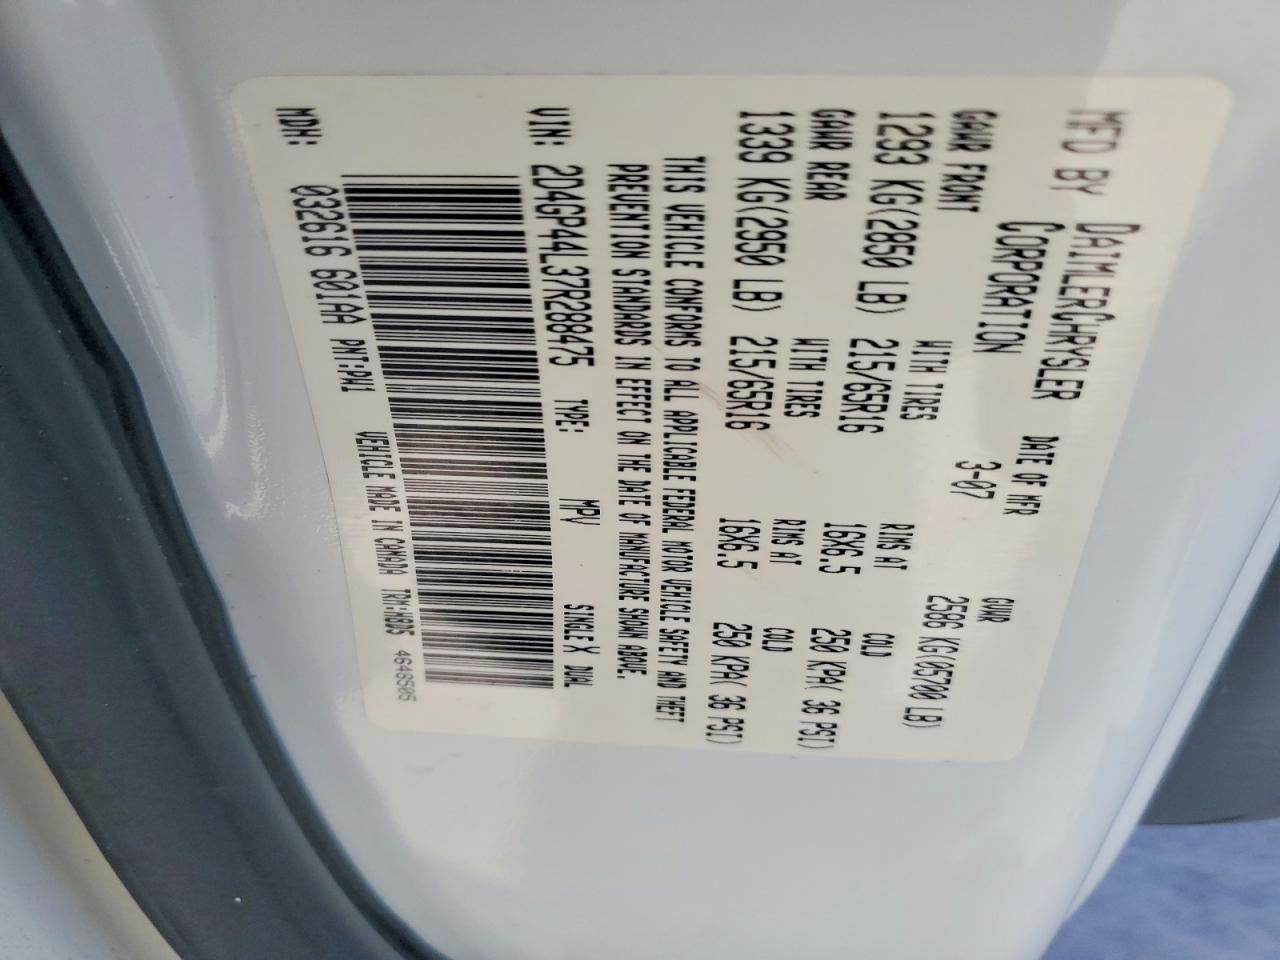 MFD BY DAIMLERCHRYSLER CORPORATION DATE OF MFR 3-07 GVWR 2586 KG(05700 LB)
GAWR FRONT WITH TIRES RIMS AT COLD
1293 KG(2850 LB) 215/65R16 16X6.5 250 KPA( 36 PSI)
GAWR REAR WITH TIRES RIMS AT COLD
1339 KG(2950 LB) 215/65R16 16X6.5 250 KPA( 36 PSI)
THIS VEHICLE CONFORMS TO ALL APPLICABLE FEDERAL MOTOR VEHICLE SAFETY AND THEFT
PREVENTION STANDARDS IN EFFECT ON THE DATE OF MANUFACTURE SHOWN ABOVE.
VIN: 2D4GP44L37R288475 TYPE: MPV SINGLE X DUAL
MDH: 032616 601AA PNT:PW1 VEHICLE MADE IN CANADA 4648505